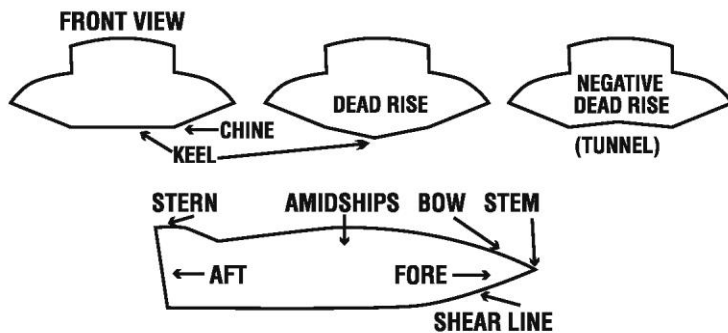 FRONT VIEW
DEAD RISE
NEGATIVE
DEAD RISE
CHINE
KEEL
(TUNNEL)
STERN
AMIDSHIPS
BOW
STEM
AFT
FORE
SHEAR LINE